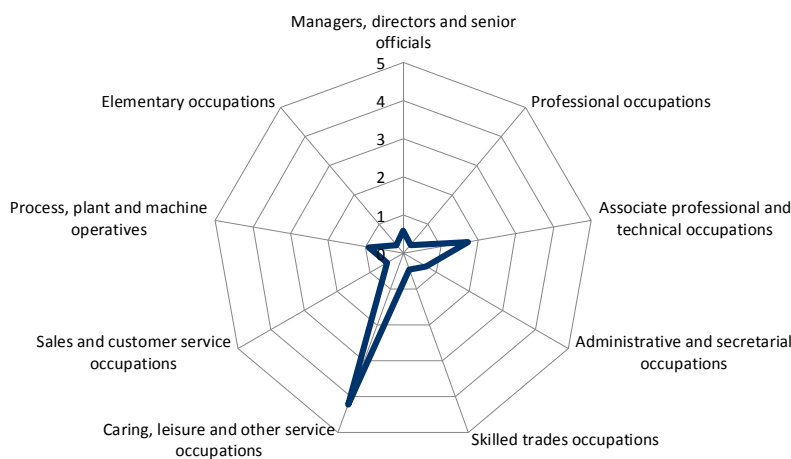 Managers, directors and senior
officials
5
4
3
2
1
0
Professional occupations
Associate professional and
technical occupations
Administrative and secretarial
occupations
Skilled trades occupations
Caring, leisure and other service
occupations
Sales and customer service
occupations
Process, plant and machine
operatives
Elementary occupations